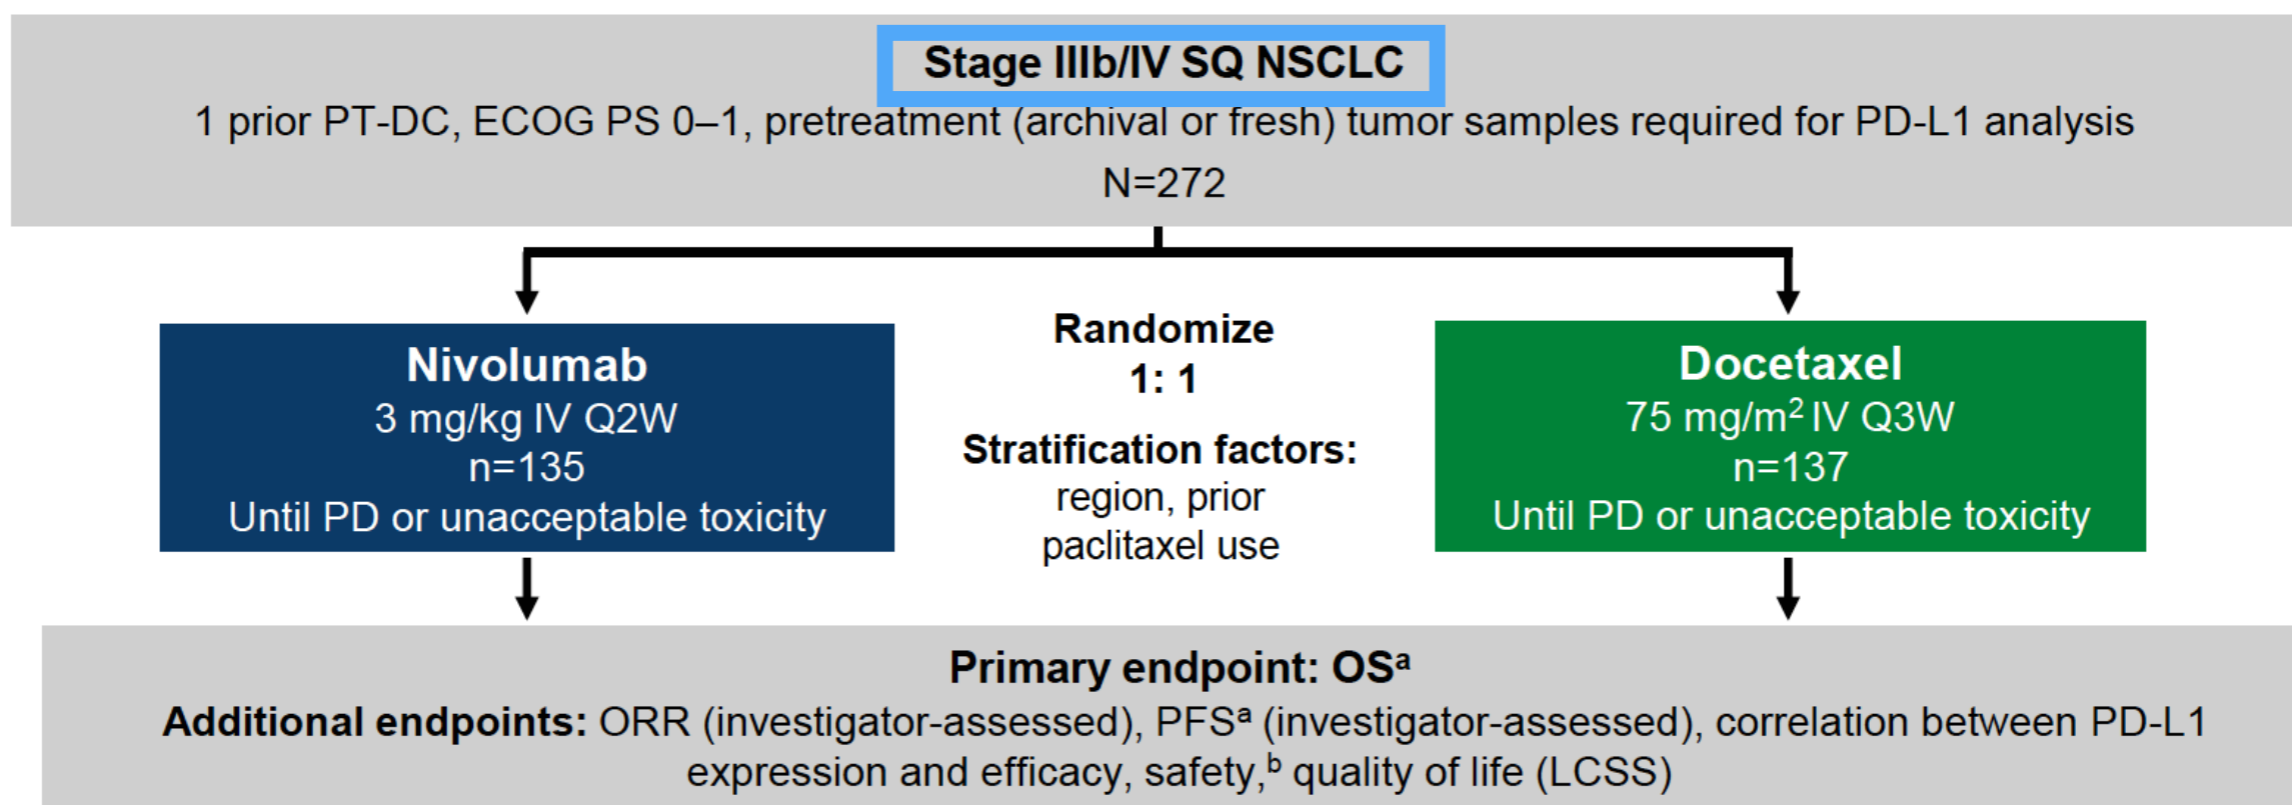 Stage IIIb/IV SQ NSCLC
1 prior PT-DC, ECOG PS 0–1, pretreatment (archival or fresh) tumor samples required for PD-L1 analysis
N=272
Nivolumab
3 mg/kg IV Q2W
n=135
Until PD or unacceptable toxicity
Randomize
1: 1
Stratification factors:
region, prior
paclitaxel use
Docetaxel
75 mg/m² IV Q3W
n=137
Until PD or unacceptable toxicity
Primary endpoint: OSᵃ
Additional endpoints: ORR (investigator-assessed), PFSᵃ (investigator-assessed), correlation between PD-L1
expression and efficacy, safety,ᵇ quality of life (LCSS)